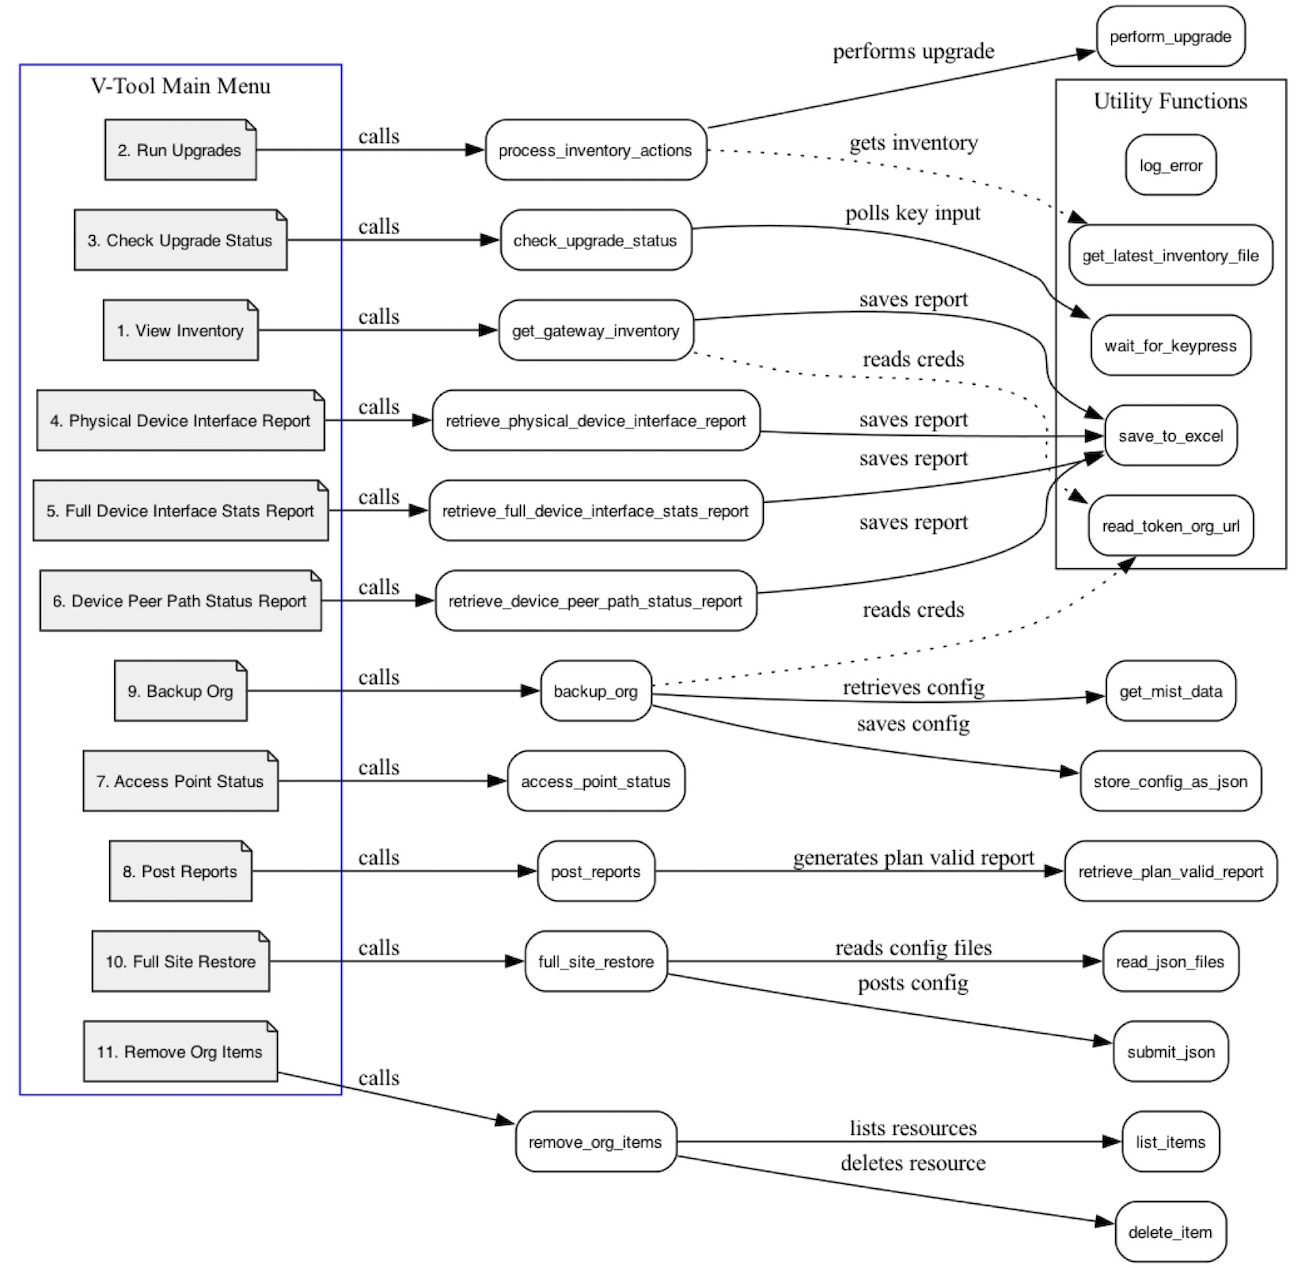 perform_upgrade
performs upgrade
V-Tool Main Menu
Utility Functions
2. Run Upgrades
calls
process_inventory_actions
gets inventory
log_error
3. Check Upgrade Status
calls
check_upgrade_status
polls key input
get_latest_inventory_file
1. View Inventory
calls
get_gateway_inventory
saves report
reads creds
wait_for_keypress
4. Physical Device Interface Report
calls
retrieve_physical_device_interface_report
saves report
save_to_excel
5. Full Device Interface Stats Report
calls
retrieve_full_device_interface_stats_report
saves report
saves report
read_token_org_url
6. Device Peer Path Status Report
calls
retrieve_device_peer_path_status_report
reads creds
9. Backup Org
calls
backup_org
retrieves config
get_mist_data
saves config
7. Access Point Status
calls
access_point_status
store_config_as_json
8. Post Reports
calls
post_reports
generates plan valid report
retrieve_plan_valid_report
10. Full Site Restore
calls
full_site_restore
reads config files
read_json_files
posts config
11. Remove Org Items
calls
submit_json
remove_org_items
lists resources
list_items
deletes resource
delete_item